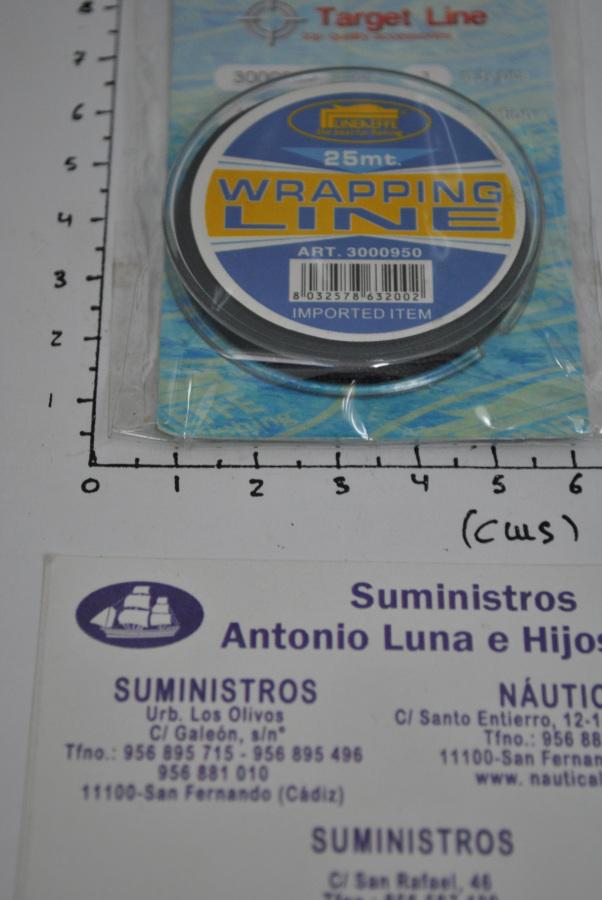 Target Line
LINEAEFFE
25mt.
WRAPPING
LINE
ART. 3000950
8 032578 632002
IMPORTED ITEM
8
7
6
5
4
3
2
1
0 1 2 3 4 5 6
(cms)
Suministros
Antonio Luna e Hijos
SUMINISTROS
Urb. Los Olivos
C/ Galeón, s/nº
Tfno.: 956 895 715 - 956 895 496
956 881 010
11100-San Fernando (Cádiz)
NÁUTIC
C/ Santo Entierro, 12-1
Tfno.: 956 88
11100-San Fernan
www. nautical
SUMINISTROS
C/ San Rafael, 46